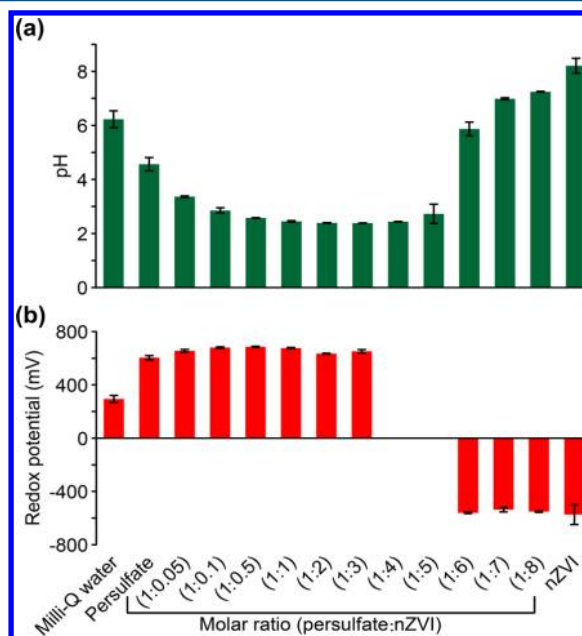 (a)
8
6
4
2
0
pH
(b)
800
400
0
-400
-800
Redox potential (mV)
Milli-Q water
Persulfate
(1:0.05)
(1:0.1)
(1:0.5)
(1:1)
(1:2)
(1:3)
(1:4)
(1:5)
(1:6)
(1:7)
(1:8)
nZVI
Molar ratio (persulfate:nZVI)